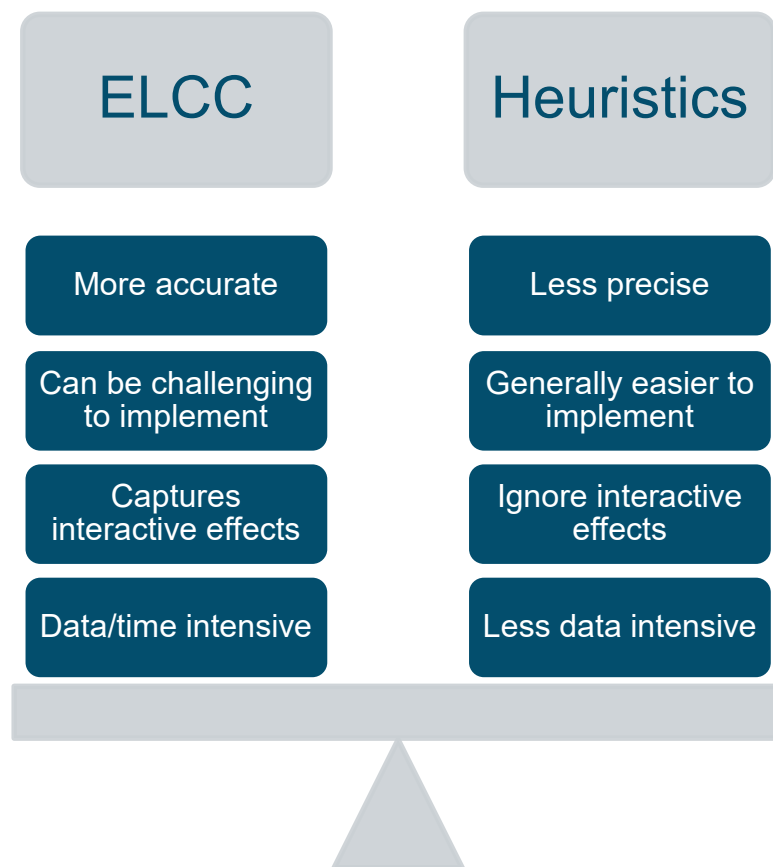 ELCC
Heuristics
More accurate
Less precise
Can be challenging
to implement
Generally easier to
implement
Captures
interactive effects
Ignore interactive
effects
Data/time intensive
Less data intensive